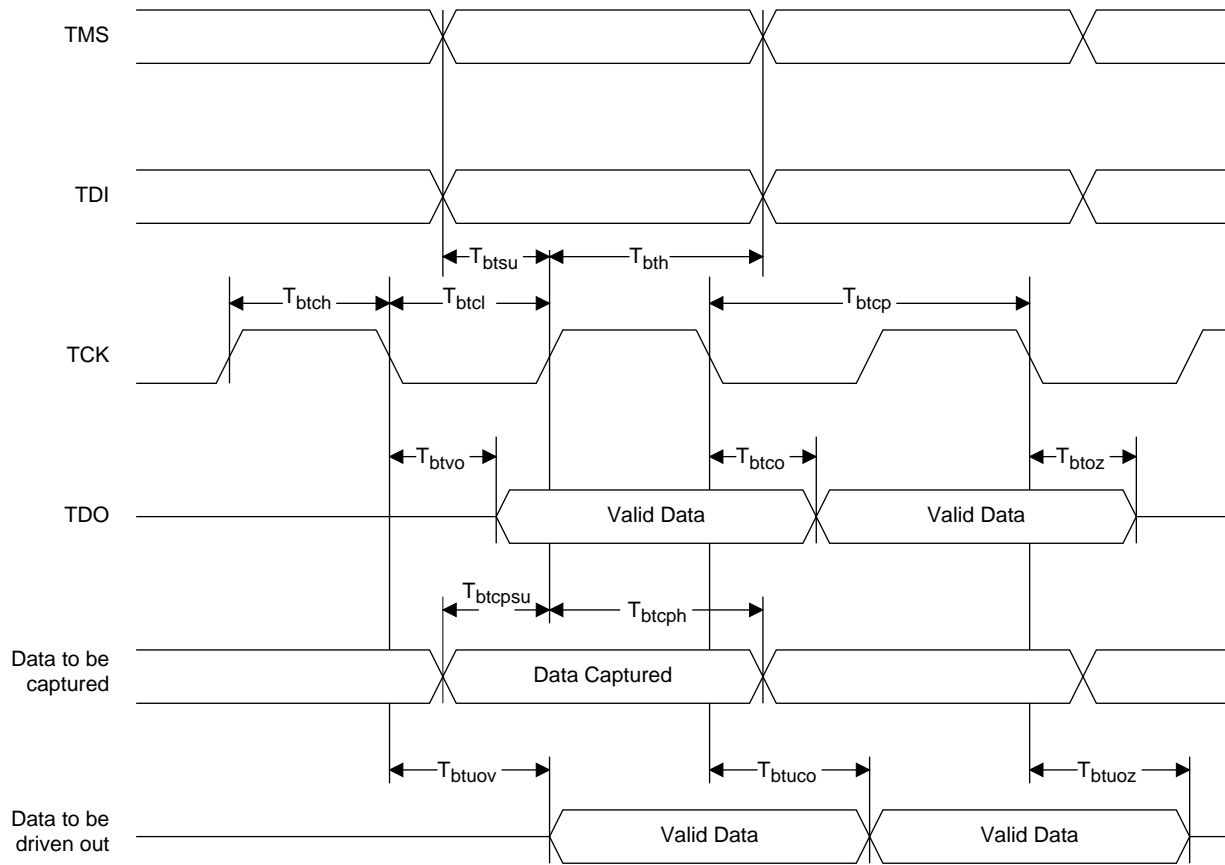 TMS
TDI
Tbtsu
Tbth
Tbtch
Tbtcl
Tbtcp
TCK
Tbtvo
Tbtco
Tbtoz
TDO
Valid Data
Valid Data
Tbtcpsu
Tbtcph
Data to be
captured
Data Captured
Tbtuov
Tbtuco
Tbtuoz
Data to be
driven out
Valid Data
Valid Data